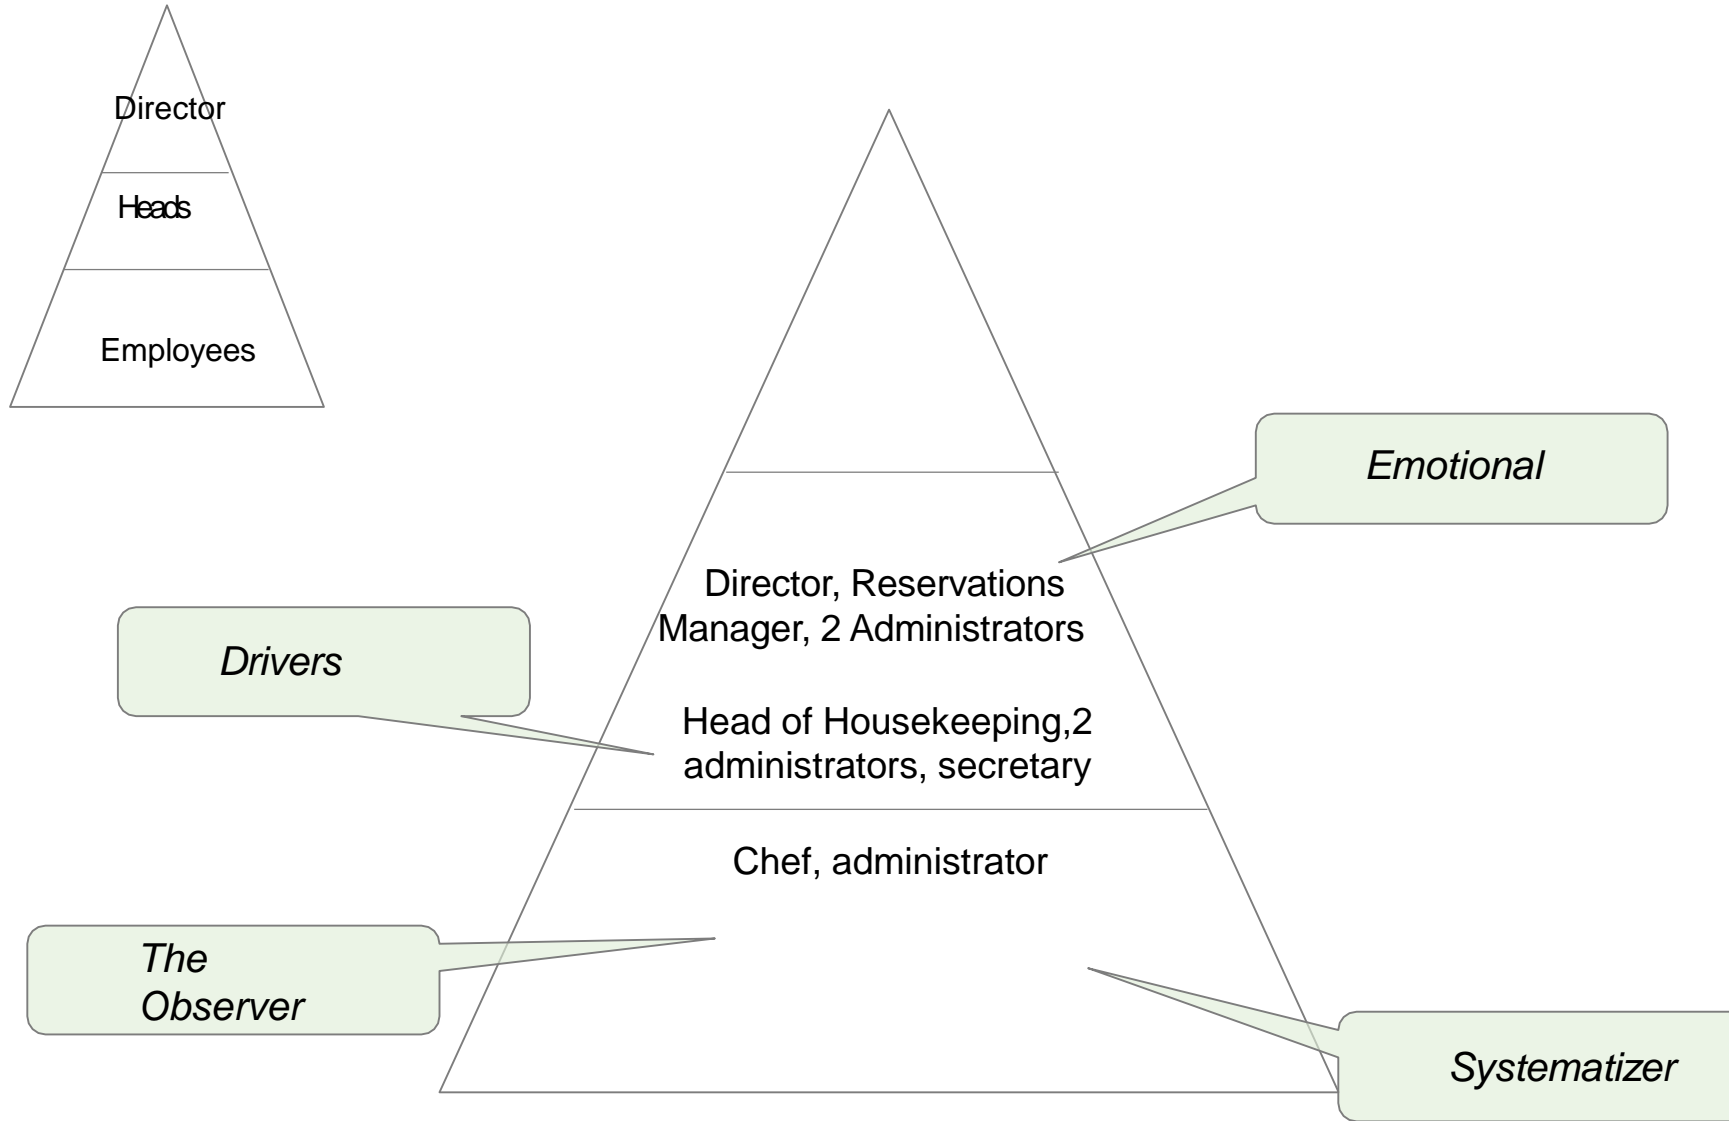 Director
Heads
Employees
Emotional
Director, Reservations
Manager, 2 Administrators
Drivers
Head of Housekeeping,2
administrators, secretary
Chef, administrator
The
Observer
Systematizer